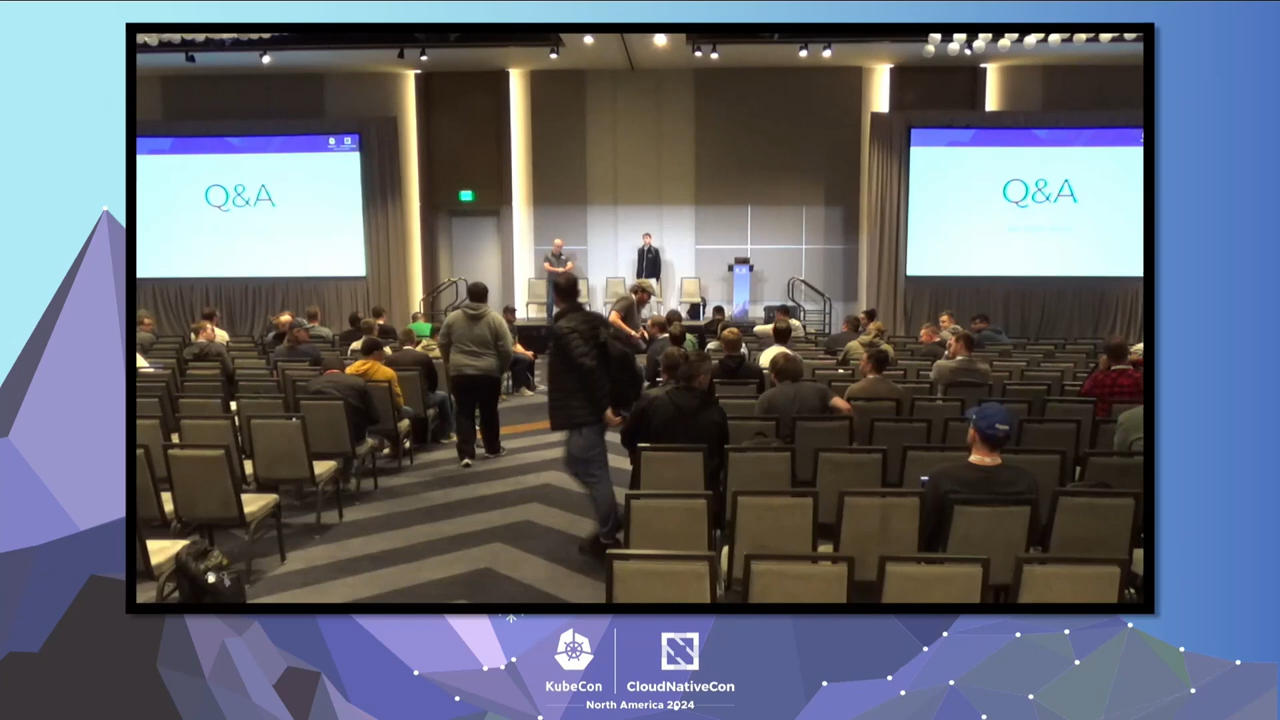 Q&A
Q&A
KubeCon
CloudNativeCon
North America 2024